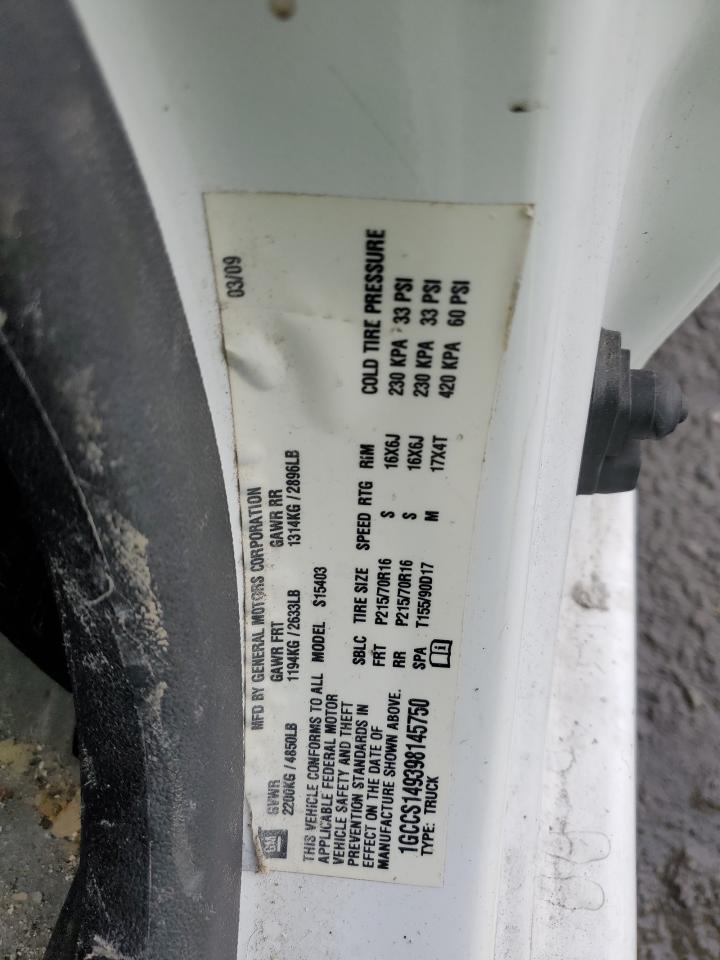 GM
MFD BY GENERAL MOTORS CORPORATION 03/09
GVWR GAWR FRT GAWR RR
2200KG/4850LB 1194KG/2633LB 1314KG/2896LB
THIS VEHICLE CONFORMS TO ALL MODEL S15403
APPLICABLE FEDERAL MOTOR
VEHICLE SAFETY AND THEFT
PREVENTION STANDARDS IN
EFFECT ON THE DATE OF
MANUFACTURE SHOWN ABOVE.
1GCCS149398145750
TYPE: TRUCK
SBLC TIRE SIZE SPEED RTG RIM COLD TIRE PRESSURE
FRT P215/70R16 S 16X6J 230 KPA 33 PSI
RR P215/70R16 S 16X6J 230 KPA 33 PSI
SPA T155/90D17 M 17X4T 420 KPA 60 PSI